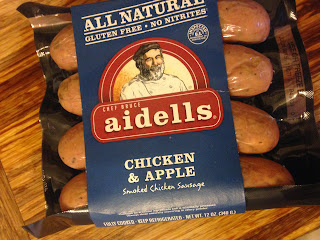 ALL NATURAL
GLUTEN FREE • NO NITRITES
CHEF BRUCE
aidells®
CHICKEN
& APPLE
Smoked Chicken Sausage
FULLY COOKED - KEEP REFRIGERATED - NET WT. 12 OZ